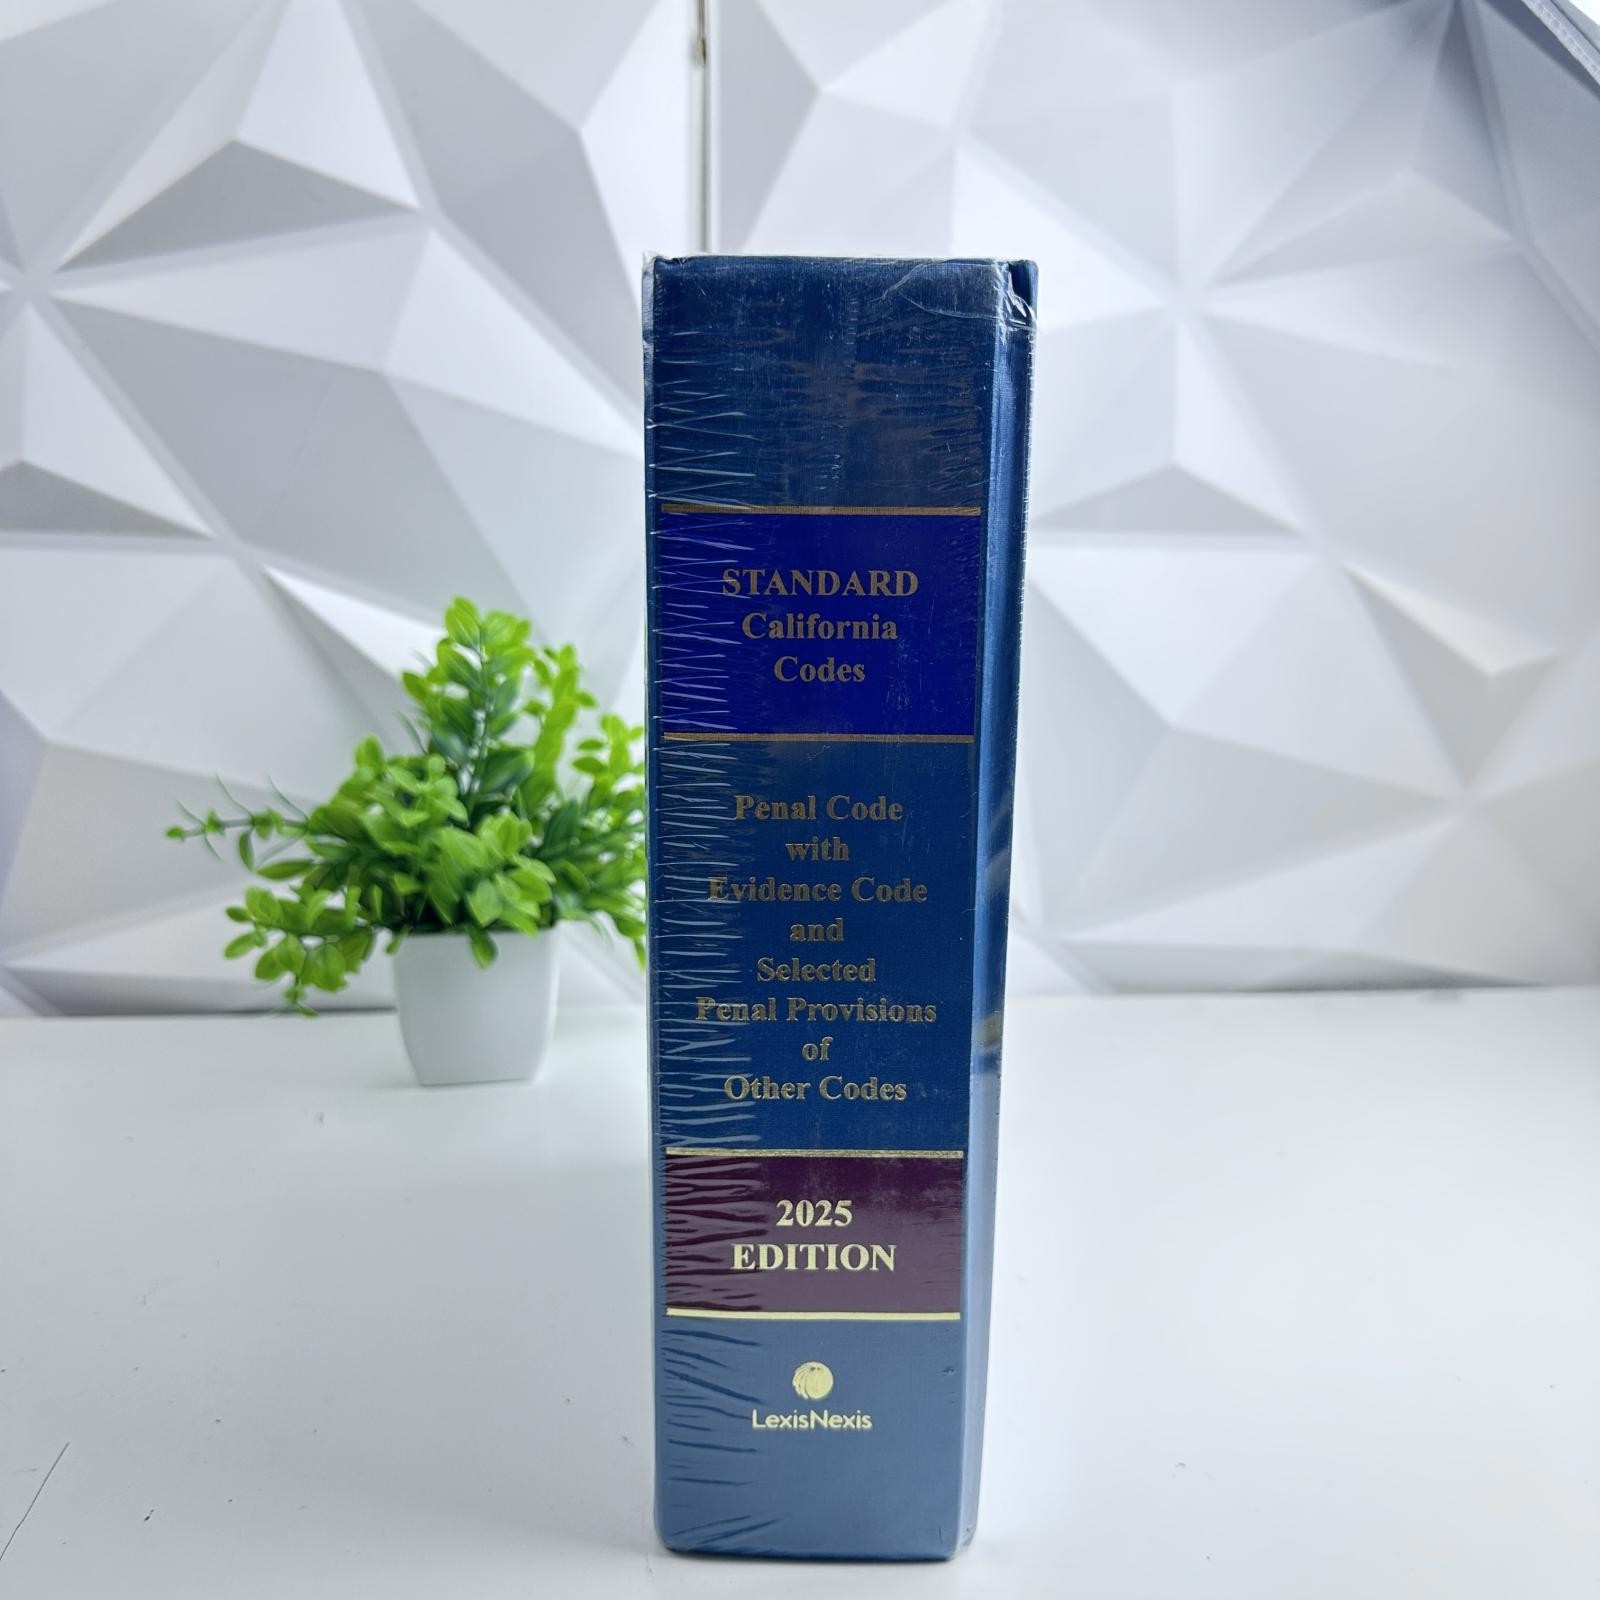 STANDARD
California
Codes
Penal Code
with
Evidence Code
and
Selected
Penal Provisions
of
Other Codes
2025
EDITION
LexisNexis